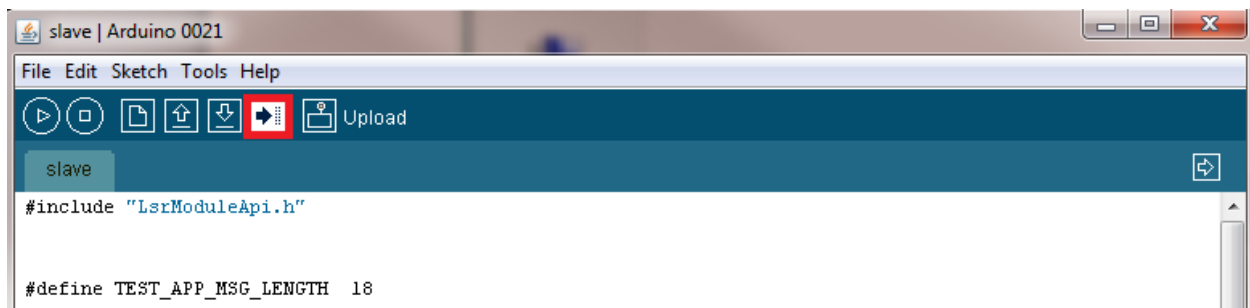 slave | Arduino 0021
File Edit Sketch Tools Help
Upload
slave
#include "LsrModuleApi.h"
#define TEST_APP_MSG_LENGTH  18